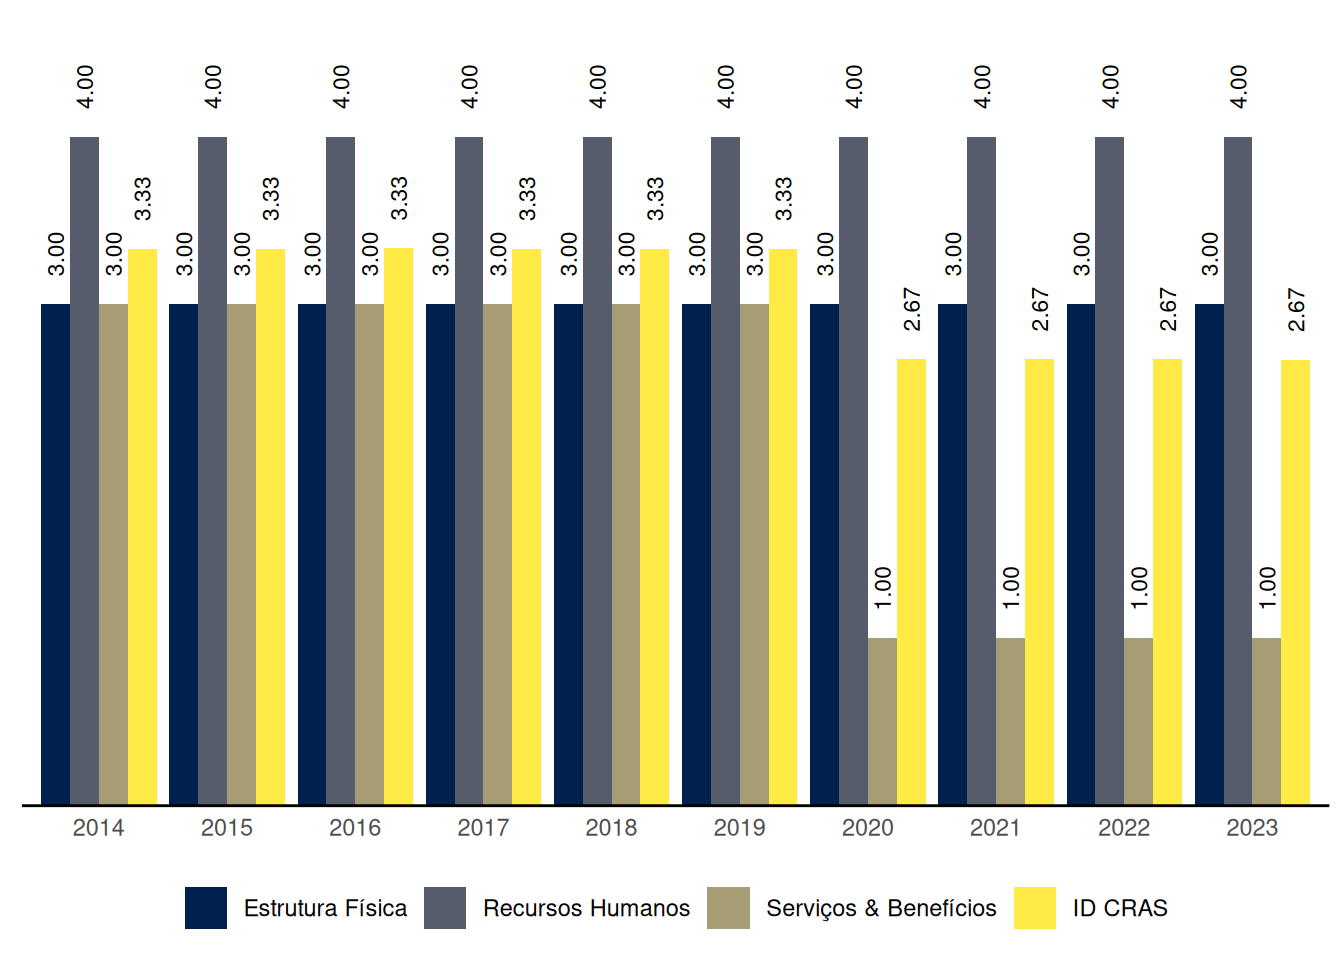 4.00 4.00 4.00 4.00 4.00 4.00 4.00 4.00 4.00 4.00
3.33 3.33 3.33 3.33 3.33 3.33
3.00 3.00 3.00 3.00 3.00 3.00 3.00 3.00 3.00 3.00 3.00 3.00 3.00 3.00 3.00 3.00
2.67 2.67 2.67 2.67
1.00 1.00 1.00 1.00
2014 2015 2016 2017 2018 2019 2020 2021 2022 2023
Estrutura Física Recursos Humanos Serviços & Benefícios ID CRAS